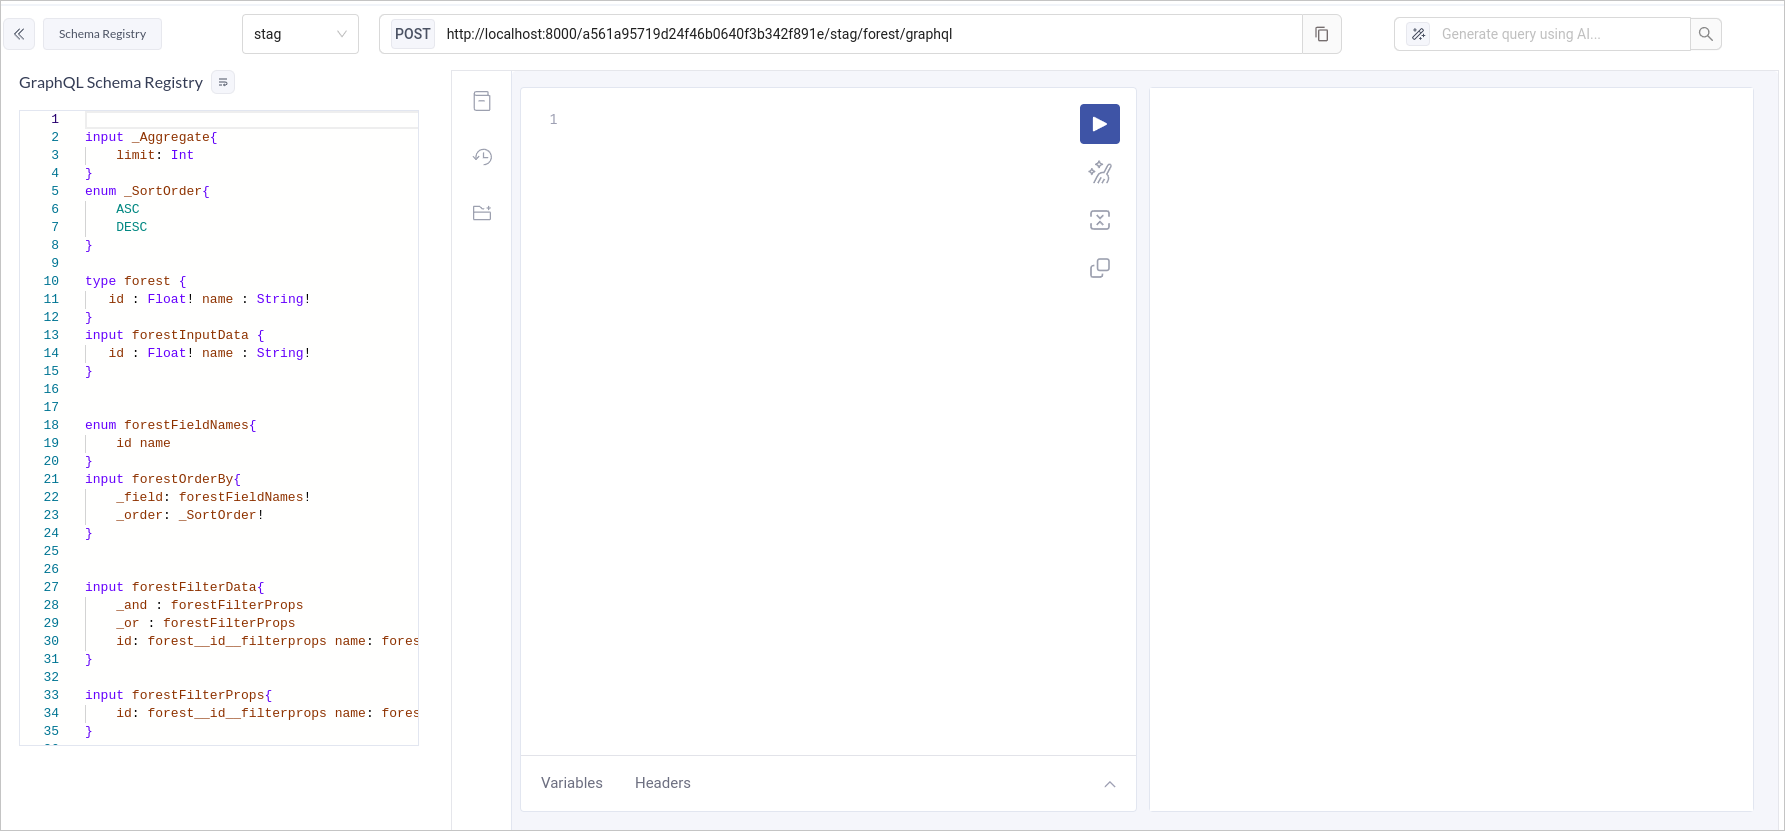 Schema Registry
stag
POST http://localhost:8000/a561a95719d24f46b0640f3b342f891e/stag/forest/graphql
Generate query using AI...
GraphQL Schema Registry
1
2 input _Aggregate{
3 limit: Int
4 }
5 enum _SortOrder{
6 ASC
7 DESC
8 }
9
10 type forest {
11 id : Float! name : String!
12 }
13 input forestInputData {
14 id : Float! name : String!
15 }
16
17
18 enum forestFieldNames{
19 id name
20 }
21 input forestOrderBy{
22 _field: forestFieldNames!
23 _order: _SortOrder!
24 }
25
26
27 input forestFilterData{
28 _and : forestFilterProps
29 _or : forestFilterProps
30 id: forest__id__filterprops name: fores
31 }
32
33 input forestFilterProps{
34 id: forest__id__filterprops name: fores
35 }
1
Variables Headers